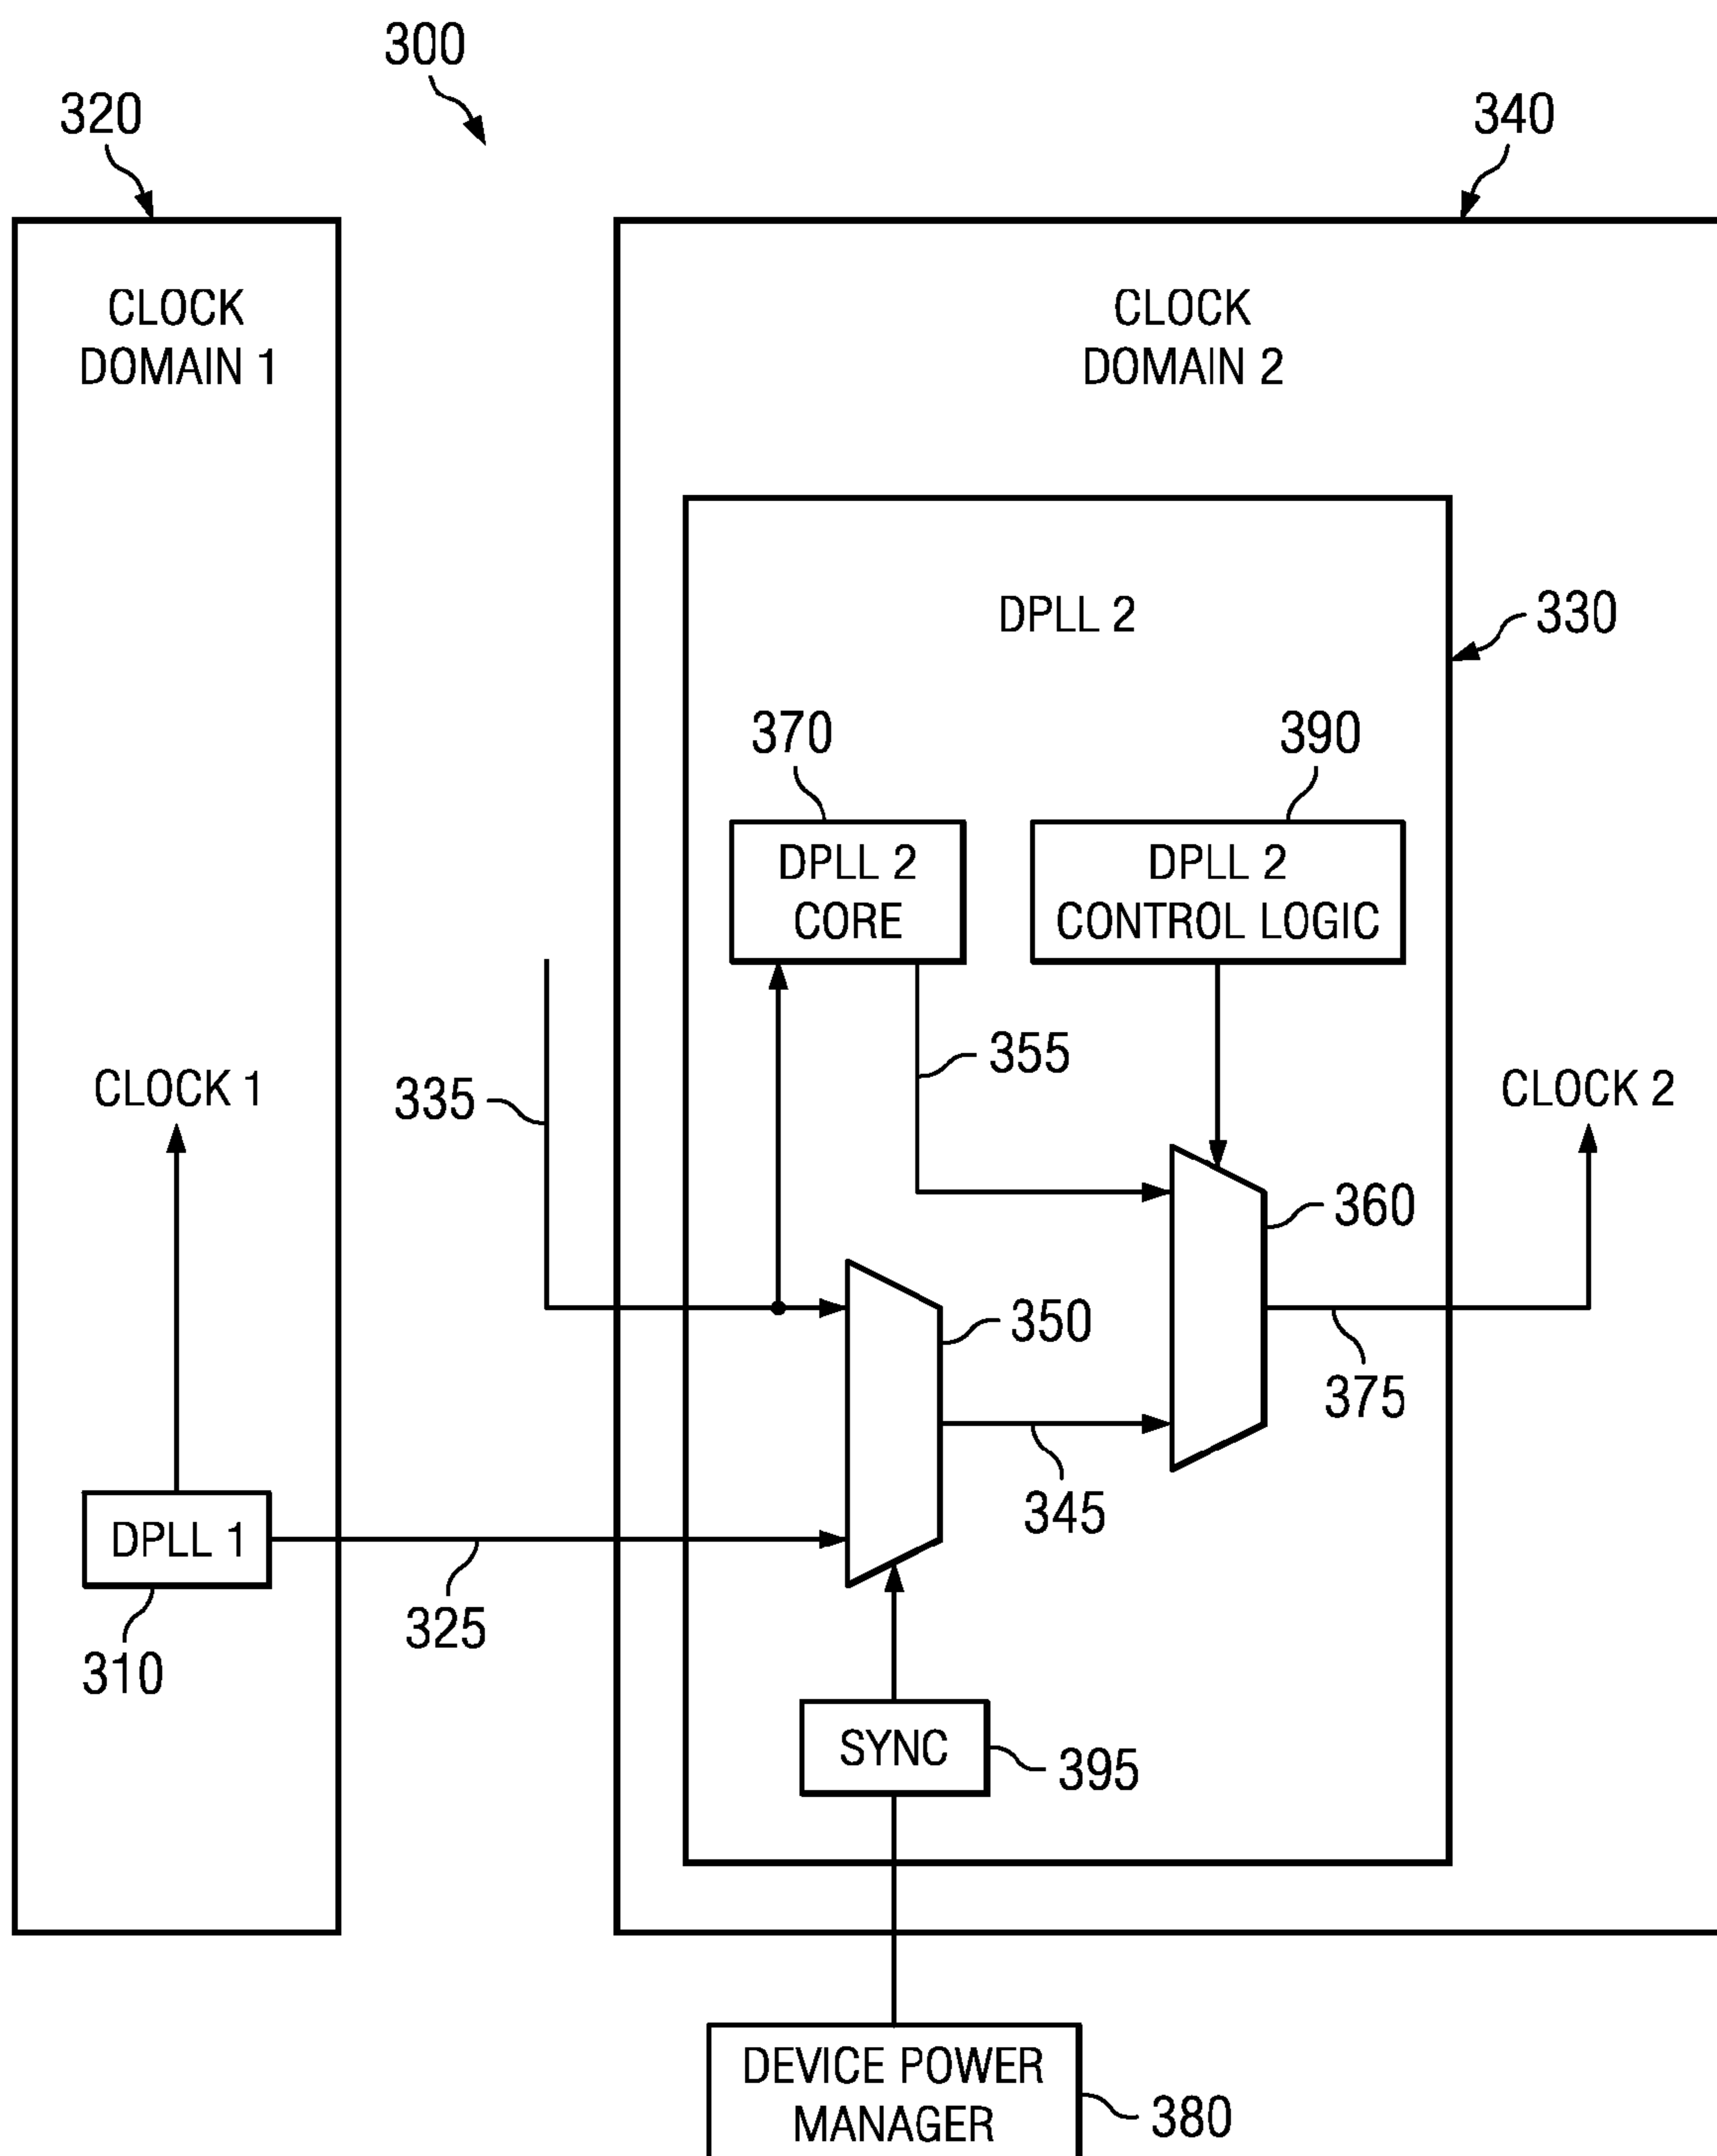 300
320
340
CLOCK
DOMAIN 1
CLOCK
DOMAIN 2
DPLL 2
330
370
390
DPLL 2
CORE
DPLL 2
CONTROL LOGIC
355
335
CLOCK 1
CLOCK 2
360
350
375
345
DPLL 1
325
310
SYNC
395
DEVICE POWER
MANAGER
380